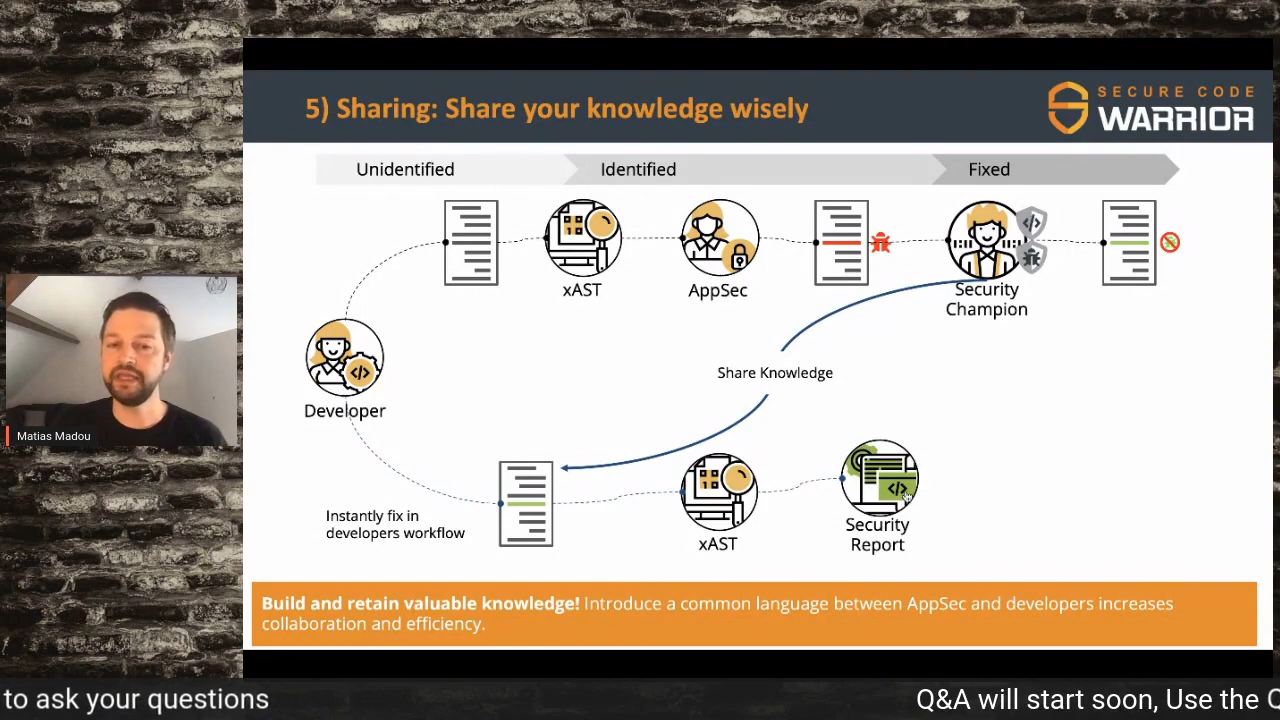 5) Sharing: Share your knowledge wisely
SECURE CODE
WARRIOR
Unidentified
Identified
Fixed
xAST
AppSec
Security
Champion
Share Knowledge
Developer
Matias Madou
Instantly fix in
developers workflow
xAST
Security
Report
Build and retain valuable knowledge! Introduce a common language between AppSec and developers increases
collaboration and efficiency.
to ask your questions
Q&A will start soon, Use the